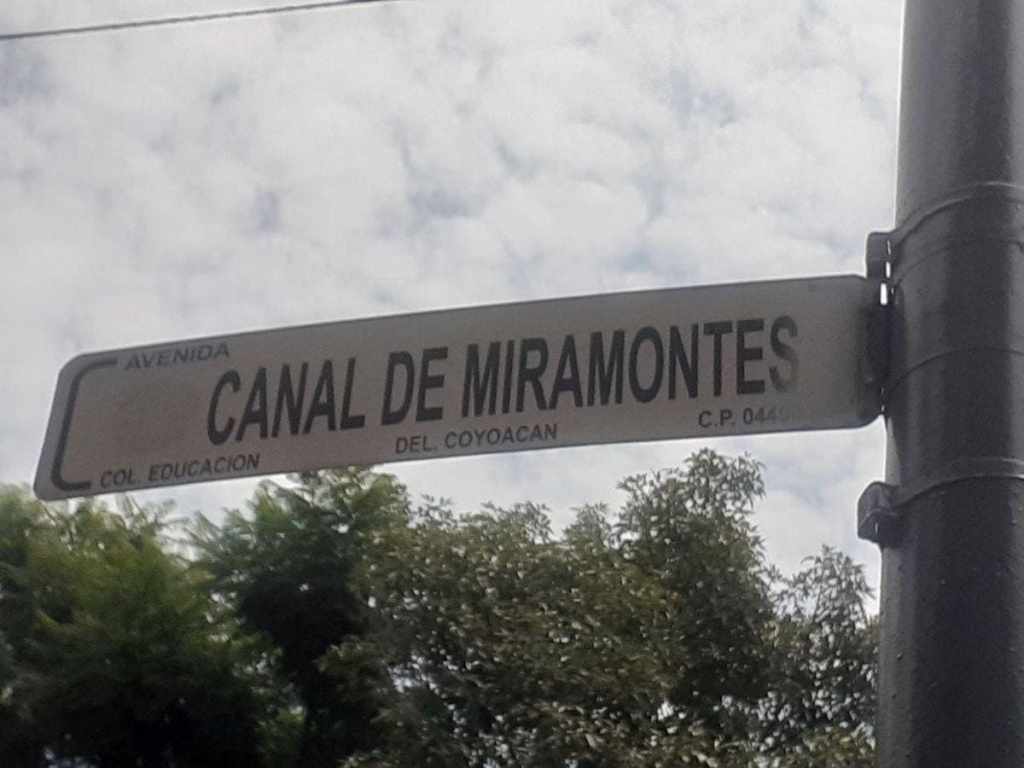 AVENIDA
CANAL DE MIRAMONTES
COL. EDUCACION DEL. COYOACAN C.P.